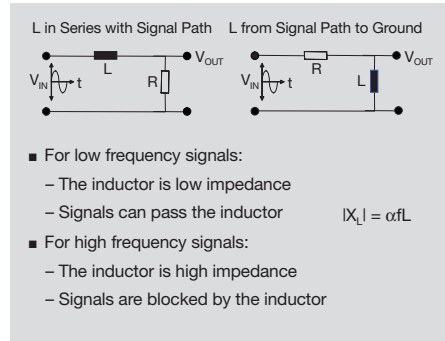 L in Series with Signal Path
L from Signal Path to Ground
V_OUT
V_OUT
L
R
V_IN
t
R
V_IN
t
L
■ For low frequency signals:
– The inductor is low impedance
– Signals can pass the inductor
|X_L| = αfL
■ For high frequency signals:
– The inductor is high impedance
– Signals are blocked by the inductor